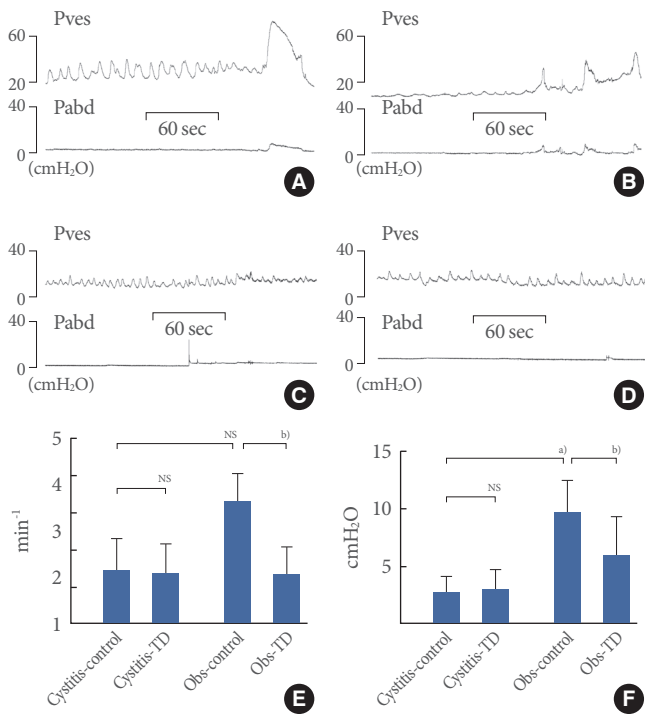 Pves
60
20
Pabd
40
0
60 sec
(cmH₂O)
A
Pves
60
20
Pabd
40
0
60 sec
(cmH₂O)
B
Pves
40
0
Pabd
40
0
60 sec
(cmH₂O)
C
Pves
40
0
Pabd
40
0
60 sec
(cmH₂O)
D
5
4
3
2
1
min⁻¹
NS
NS
b)
Cystitis-control
Cystitis-TD
Obs-control
Obs-TD
E
15
10
5
cmH₂O
NS
a)
b)
Cystitis-control
Cystitis-TD
Obs-control
Obs-TD
F